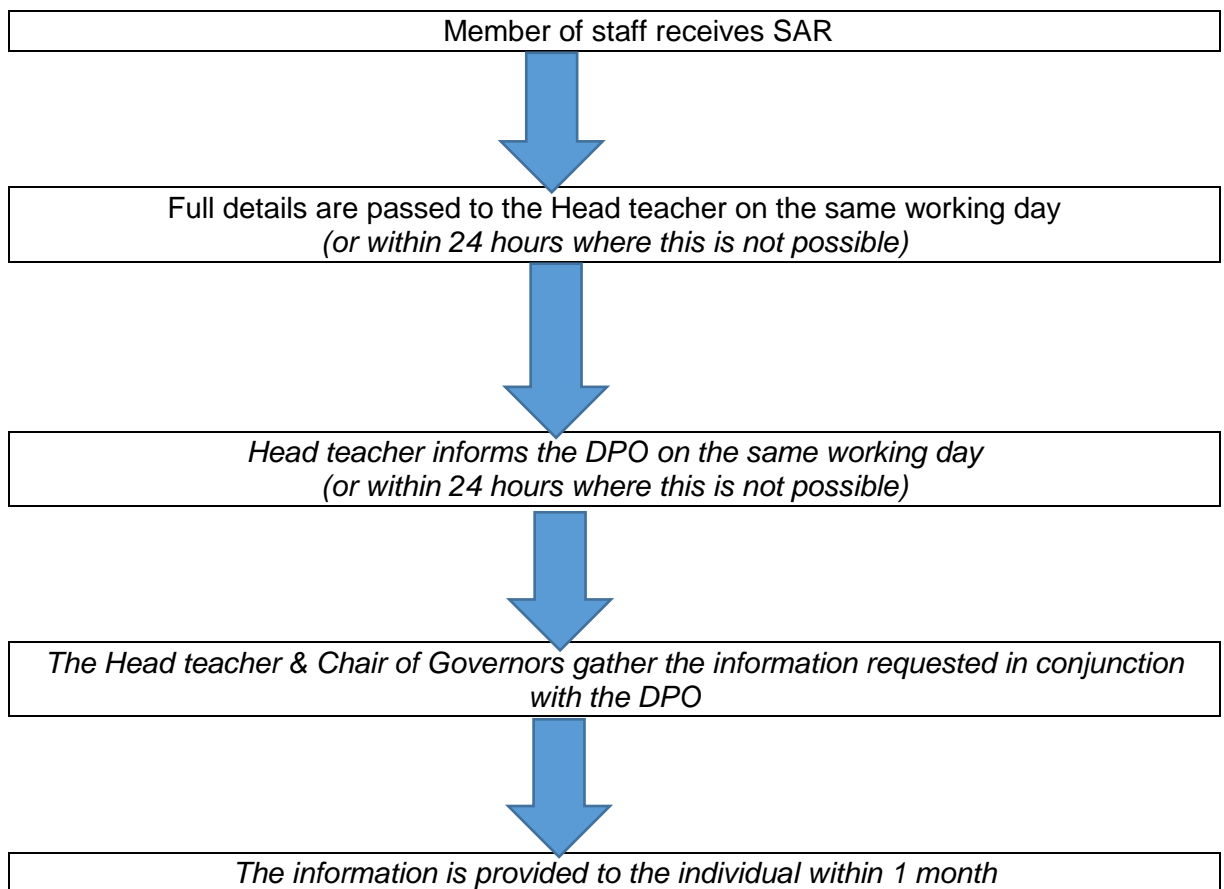 Member of staff receives SAR
Full details are passed to the Head teacher on the same working day
(or within 24 hours where this is not possible)
Head teacher informs the DPO on the same working day
(or within 24 hours where this is not possible)
The Head teacher & Chair of Governors gather the information requested in conjunction
with the DPO
The information is provided to the individual within 1 month